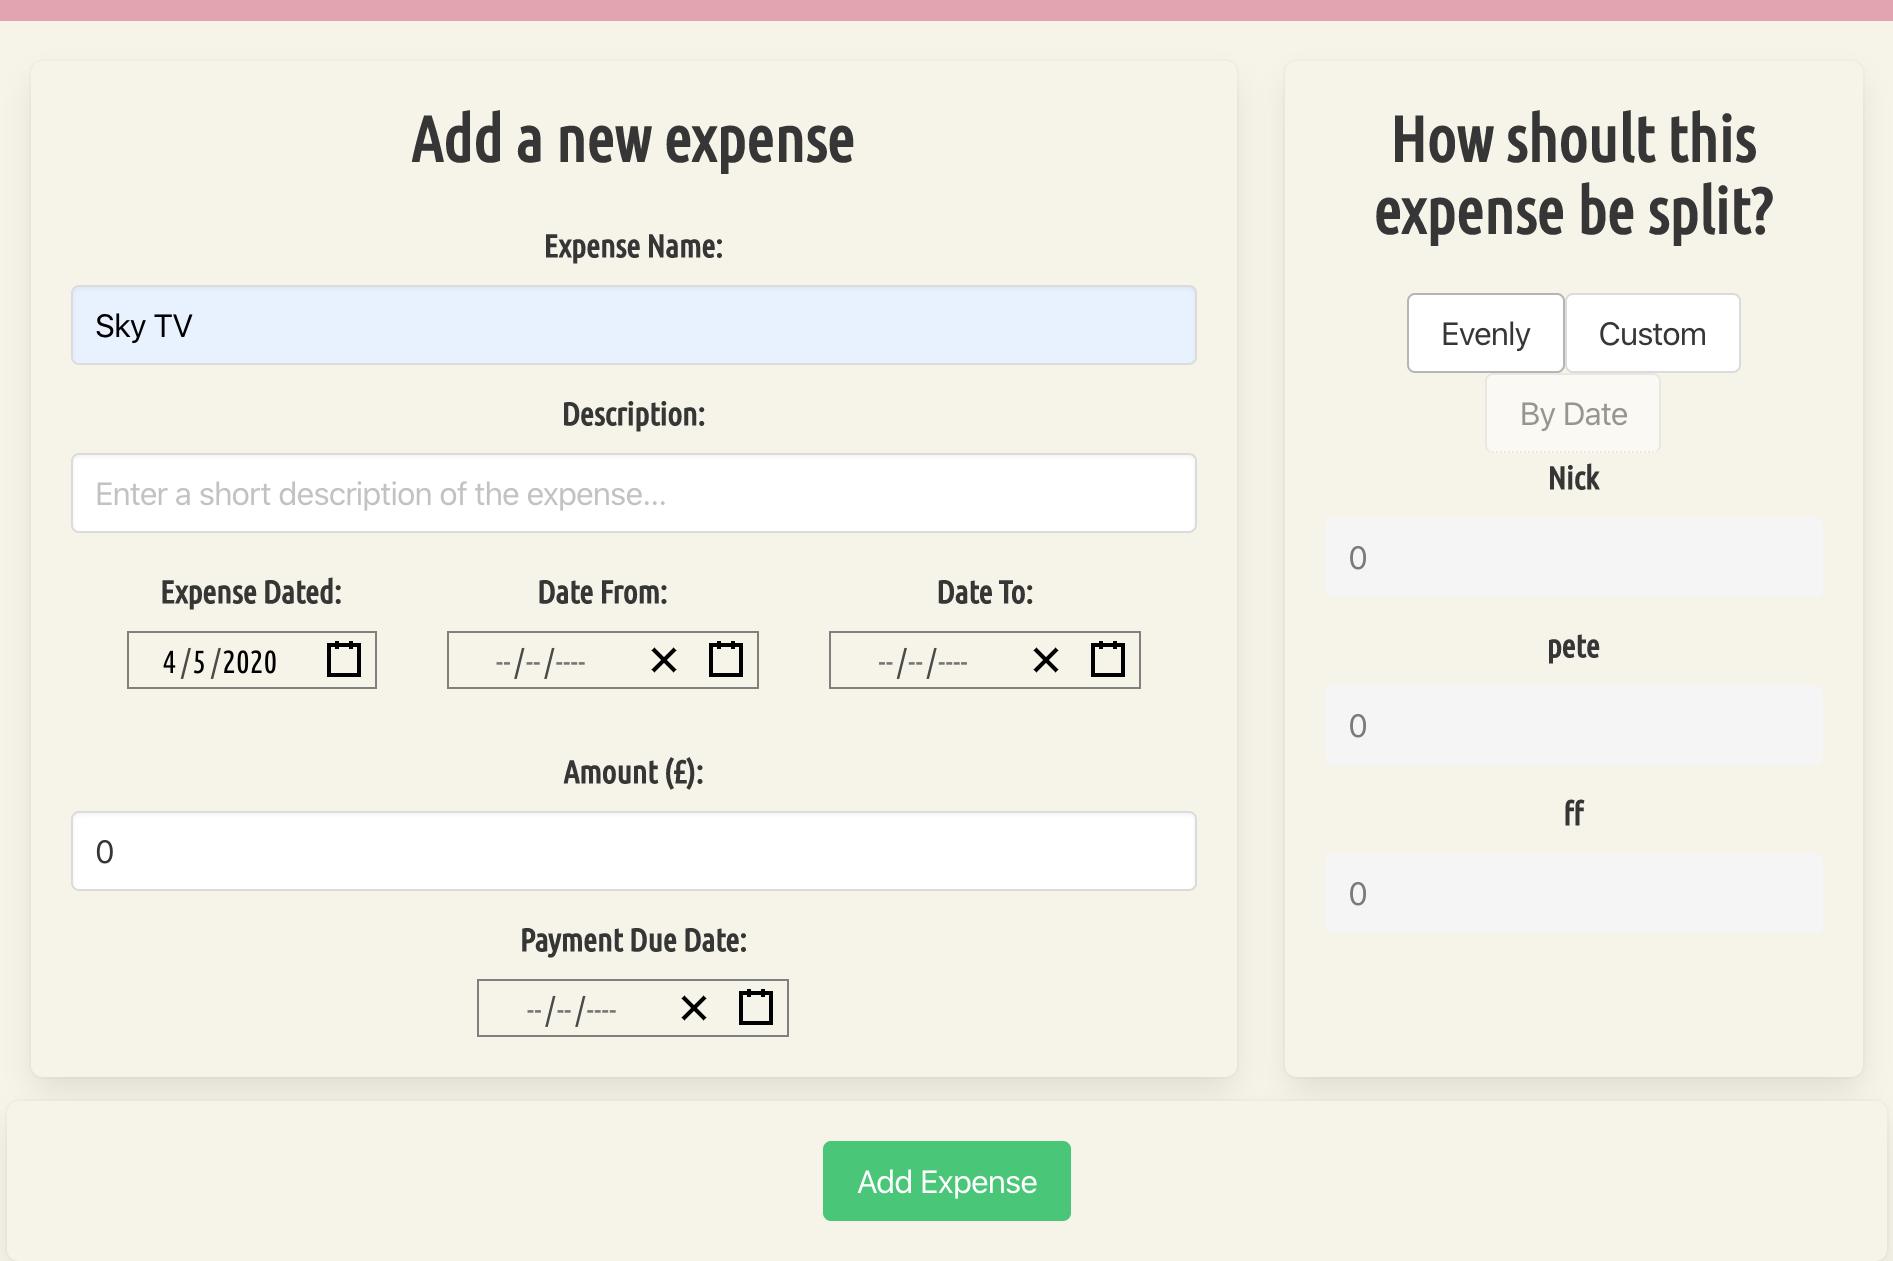 Add a new expense
Expense Name:
Sky TV
Description:
Enter a short description of the expense...
Expense Dated: Date From: Date To:
4/5/2020 --/--/---- --/--/----
Amount (£):
0
Payment Due Date:
--/--/----
How shoult this
expense be split?
Evenly Custom
By Date
Nick
0
pete
0
ff
0
Add Expense